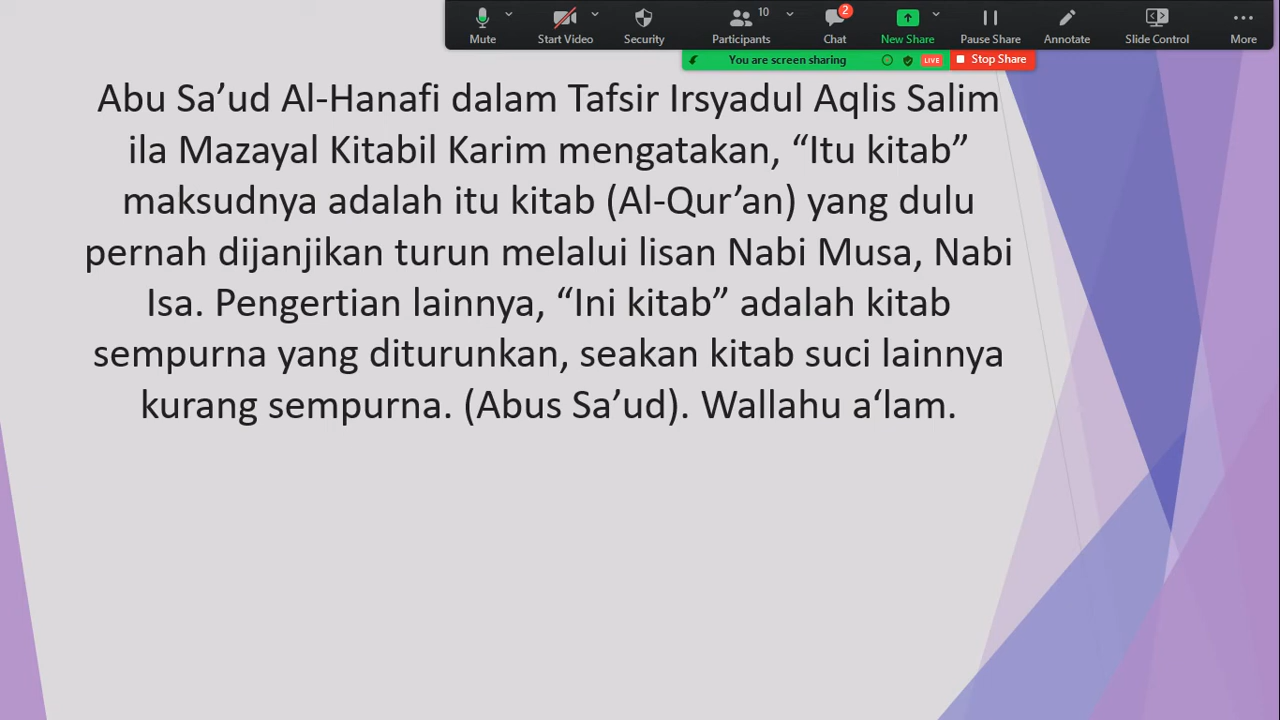 10
2
Mute
Start Video
Security
Participants
Chat
New Share
Pause Share
Annotate
Slide Control
More
You are screen sharing
LIVE
Stop Share
Abu Sa’ud Al-Hanafi dalam Tafsir Irsyadul Aqlis Salim
ila Mazayal Kitabil Karim mengatakan, “Itu kitab”
maksudnya adalah itu kitab (Al-Qur’an) yang dulu
pernah dijanjikan turun melalui lisan Nabi Musa, Nabi
Isa. Pengertian lainnya, “Ini kitab” adalah kitab
sempurna yang diturunkan, seakan kitab suci lainnya
kurang sempurna. (Abus Sa’ud). Wallahu a‘lam.